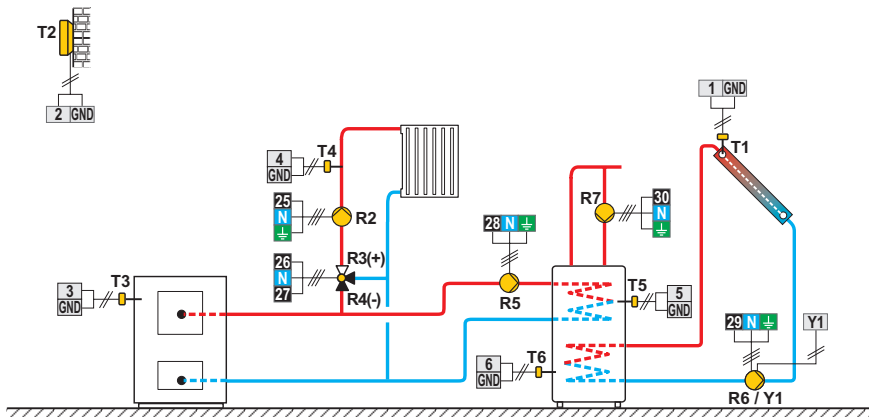 T2
2 GND
1 GND
T1
4
GND
T4
25
N
R2
26
N
27
R3(+)
R4(-)
3
GND
T3
28 N
R5
R7
30
N
T5
5
GND
6
GND
T6
29 N
Y1
R6 / Y1